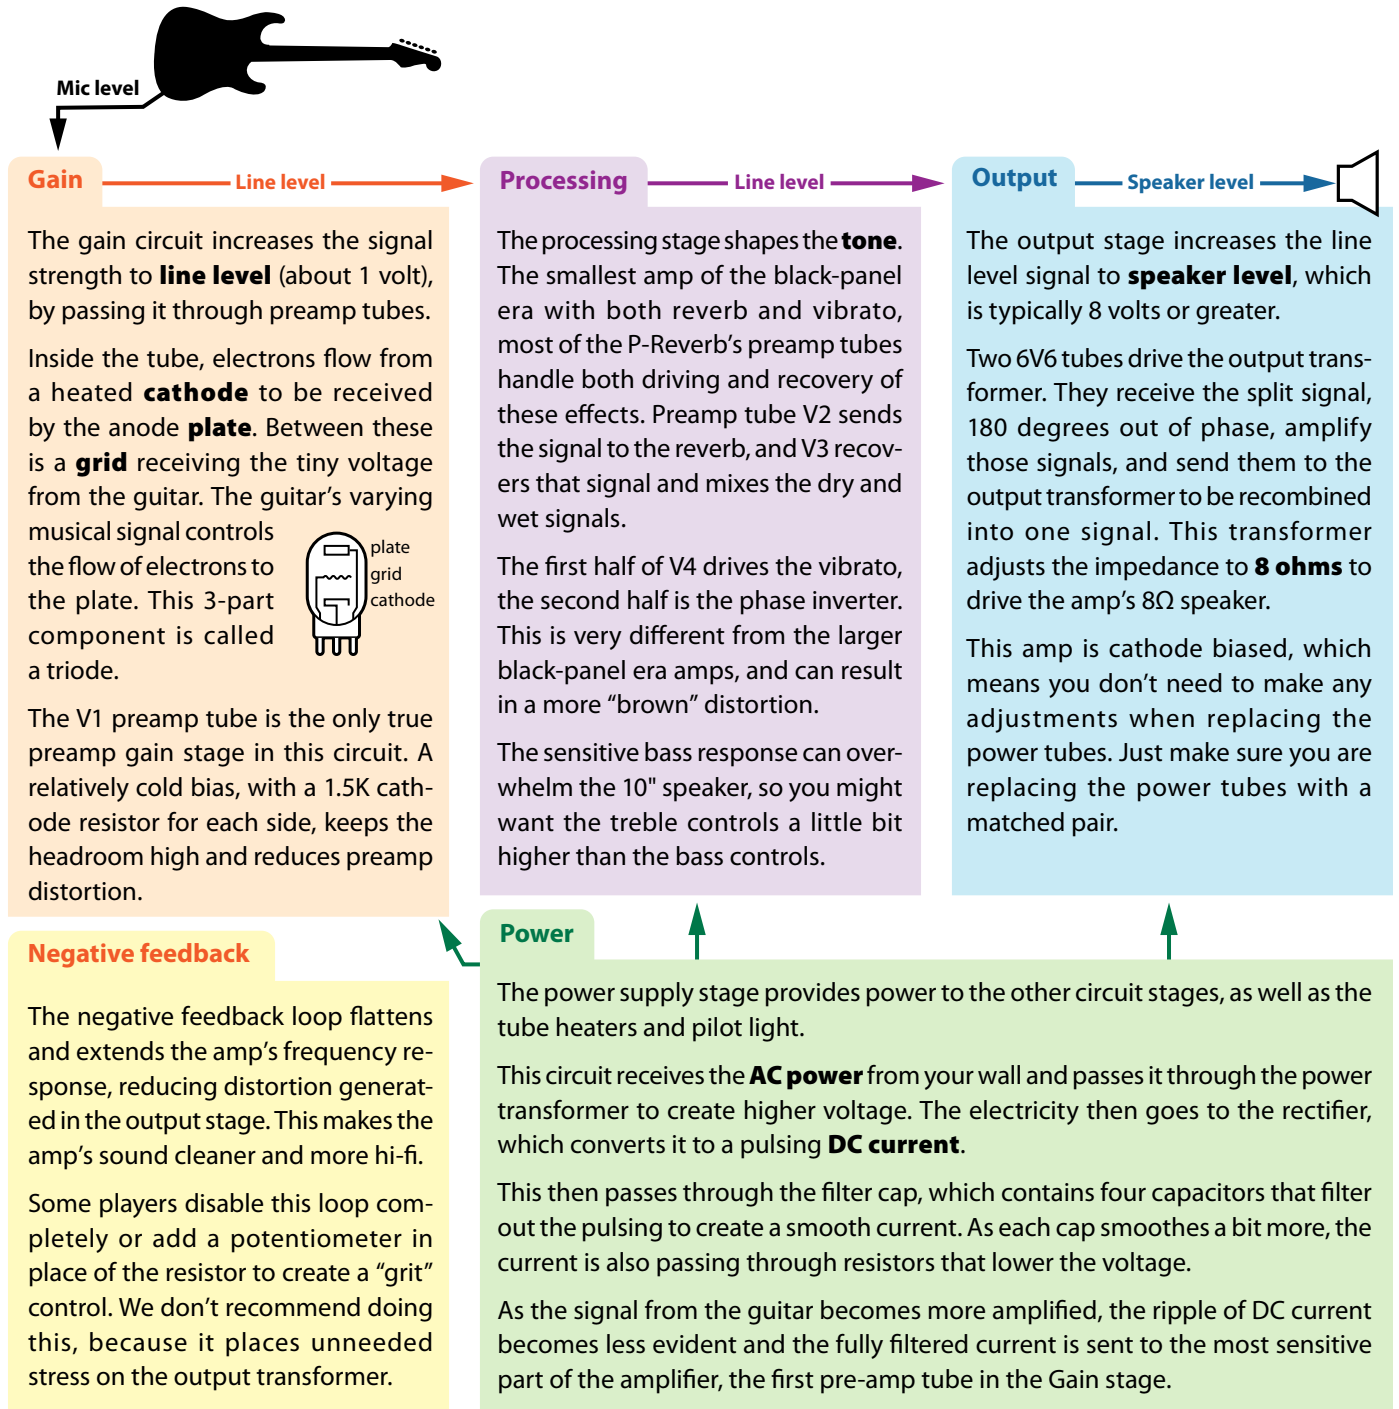 Mic level
Gain
Line level
Processing
Line level
Output
Speaker level
The gain circuit increases the signal
strength to line level (about 1 volt),
by passing it through preamp tubes.
Inside the tube, electrons flow from
a heated cathode to be received
by the anode plate. Between these
is a grid receiving the tiny voltage
from the guitar. The guitar's varying
musical signal controls
the flow of electrons to
the plate. This 3-part
component is called
a triode.
plate
grid
cathode
The V1 preamp tube is the only true
preamp gain stage in this circuit. A
relatively cold bias, with a 1.5K cath-
ode resistor for each side, keeps the
headroom high and reduces preamp
distortion.
The processing stage shapes the tone.
The smallest amp of the black-panel
era with both reverb and vibrato,
most of the P-Reverb's preamp tubes
handle both driving and recovery of
these effects. Preamp tube V2 sends
the signal to the reverb, and V3 recov-
ers that signal and mixes the dry and
wet signals.
The first half of V4 drives the vibrato,
the second half is the phase inverter.
This is very different from the larger
black-panel era amps, and can result
in a more "brown" distortion.
The sensitive bass response can over-
whelm the 10" speaker, so you might
want the treble controls a little bit
higher than the bass controls.
The output stage increases the line
level signal to speaker level, which
is typically 8 volts or greater.
Two 6V6 tubes drive the output trans-
former. They receive the split signal,
180 degrees out of phase, amplify
those signals, and send them to the
output transformer to be recombined
into one signal. This transformer
adjusts the impedance to 8 ohms to
drive the amp's 8Ω speaker.
This amp is cathode biased, which
means you don't need to make any
adjustments when replacing the
power tubes. Just make sure you are
replacing the power tubes with a
matched pair.
Negative feedback
The negative feedback loop flattens
and extends the amp's frequency re-
sponse, reducing distortion generat-
ed in the output stage. This makes the
amp's sound cleaner and more hi-fi.
Some players disable this loop com-
pletely or add a potentiometer in
place of the resistor to create a "grit"
control. We don't recommend doing
this, because it places unneeded
stress on the output transformer.
Power
The power supply stage provides power to the other circuit stages, as well as the
tube heaters and pilot light.
This circuit receives the AC power from your wall and passes it through the power
transformer to create higher voltage. The electricity then goes to the rectifier,
which converts it to a pulsing DC current.
This then passes through the filter cap, which contains four capacitors that filter
out the pulsing to create a smooth current. As each cap smoothes a bit more, the
current is also passing through resistors that lower the voltage.
As the signal from the guitar becomes more amplified, the ripple of DC current
becomes less evident and the fully filtered current is sent to the most sensitive
part of the amplifier, the first pre-amp tube in the Gain stage.